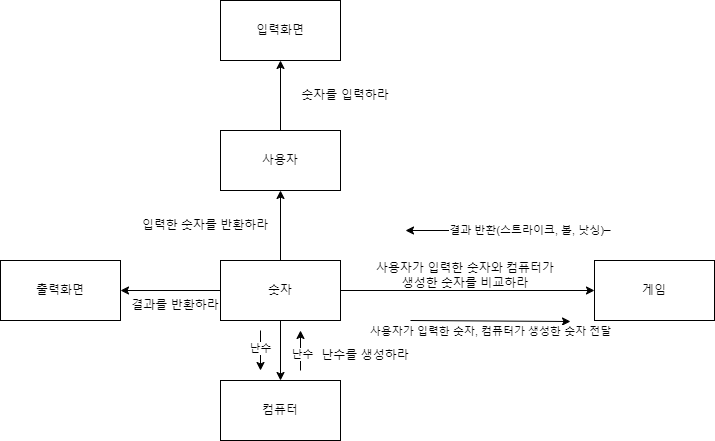 입력화면
숫자를 입력하라
사용자
입력한 숫자를 반환하라
결과 반환(스트라이크, 볼, 낫싱)
출력화면
결과를 반환하라
숫자
사용자가 입력한 숫자와 컴퓨터가
생성한 숫자를 비교하라
게임
사용자가 입력한 숫자, 컴퓨터가 생성한 숫자 전달
난수
난수
난수를 생성하라
컴퓨터